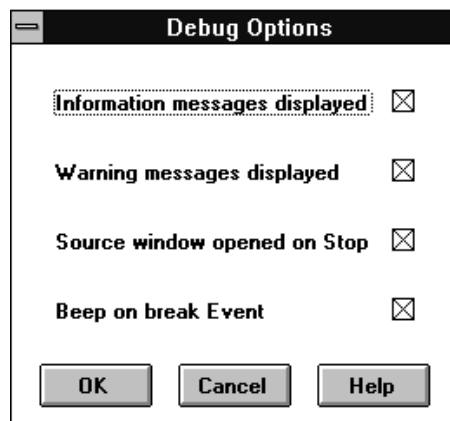 Debug Options
Information messages displayed
Warning messages displayed
Source window opened on Stop
Beep on break Event
OK Cancel Help